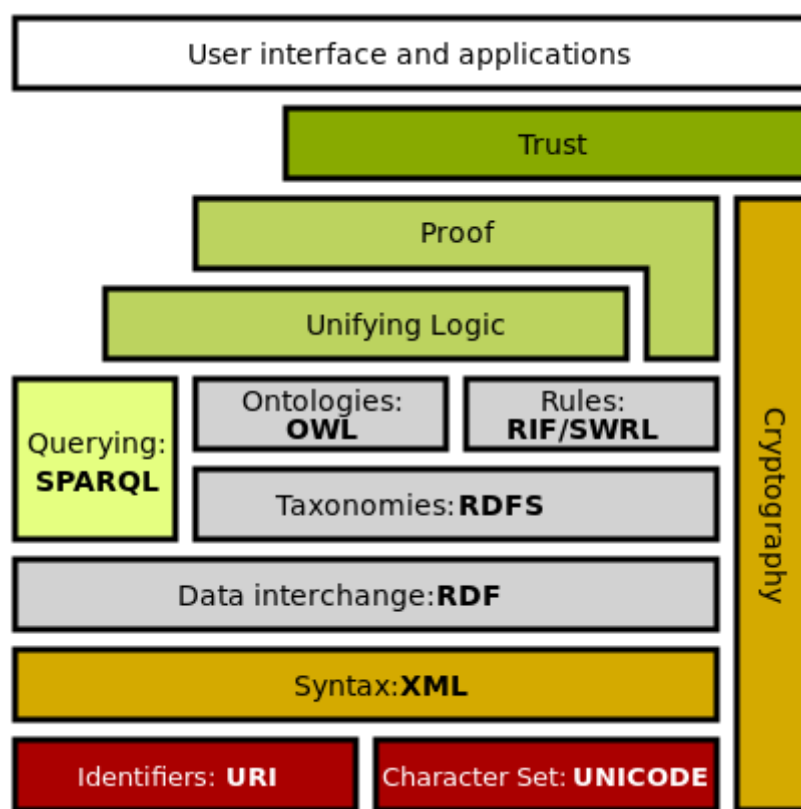 User interface and applications
Trust
Proof
Unifying Logic
Ontologies:
OWL
Rules:
RIF/SWRL
Querying:
SPARQL
Taxonomies:RDFS
Cryptography
Data interchange:RDF
Syntax:XML
Identifiers: URI
Character Set: UNICODE